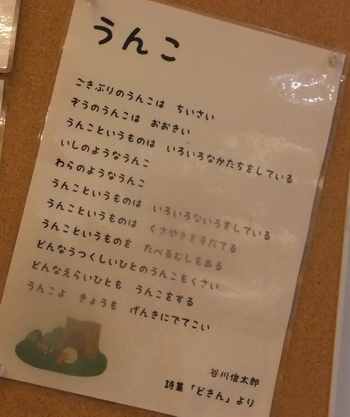 うんこ
ごきぶりのうんこは　ちいさい
ぞうのうんこは　おおきい
うんこというものは　いろいろなかたちをしている
いしのようなうんこ
わらのようなうんこ
うんこというものは　いろいろないろをしている
うんこというものは　くさやきをそだてる
うんこというものを　たべるむしもある
どんなうつくしいひとのうんこもくさい
どんなえらいひとも　うんこをする
うんこよ　きょうも　げんきにでてこい
谷川俊太郎
詩集「どきん」より